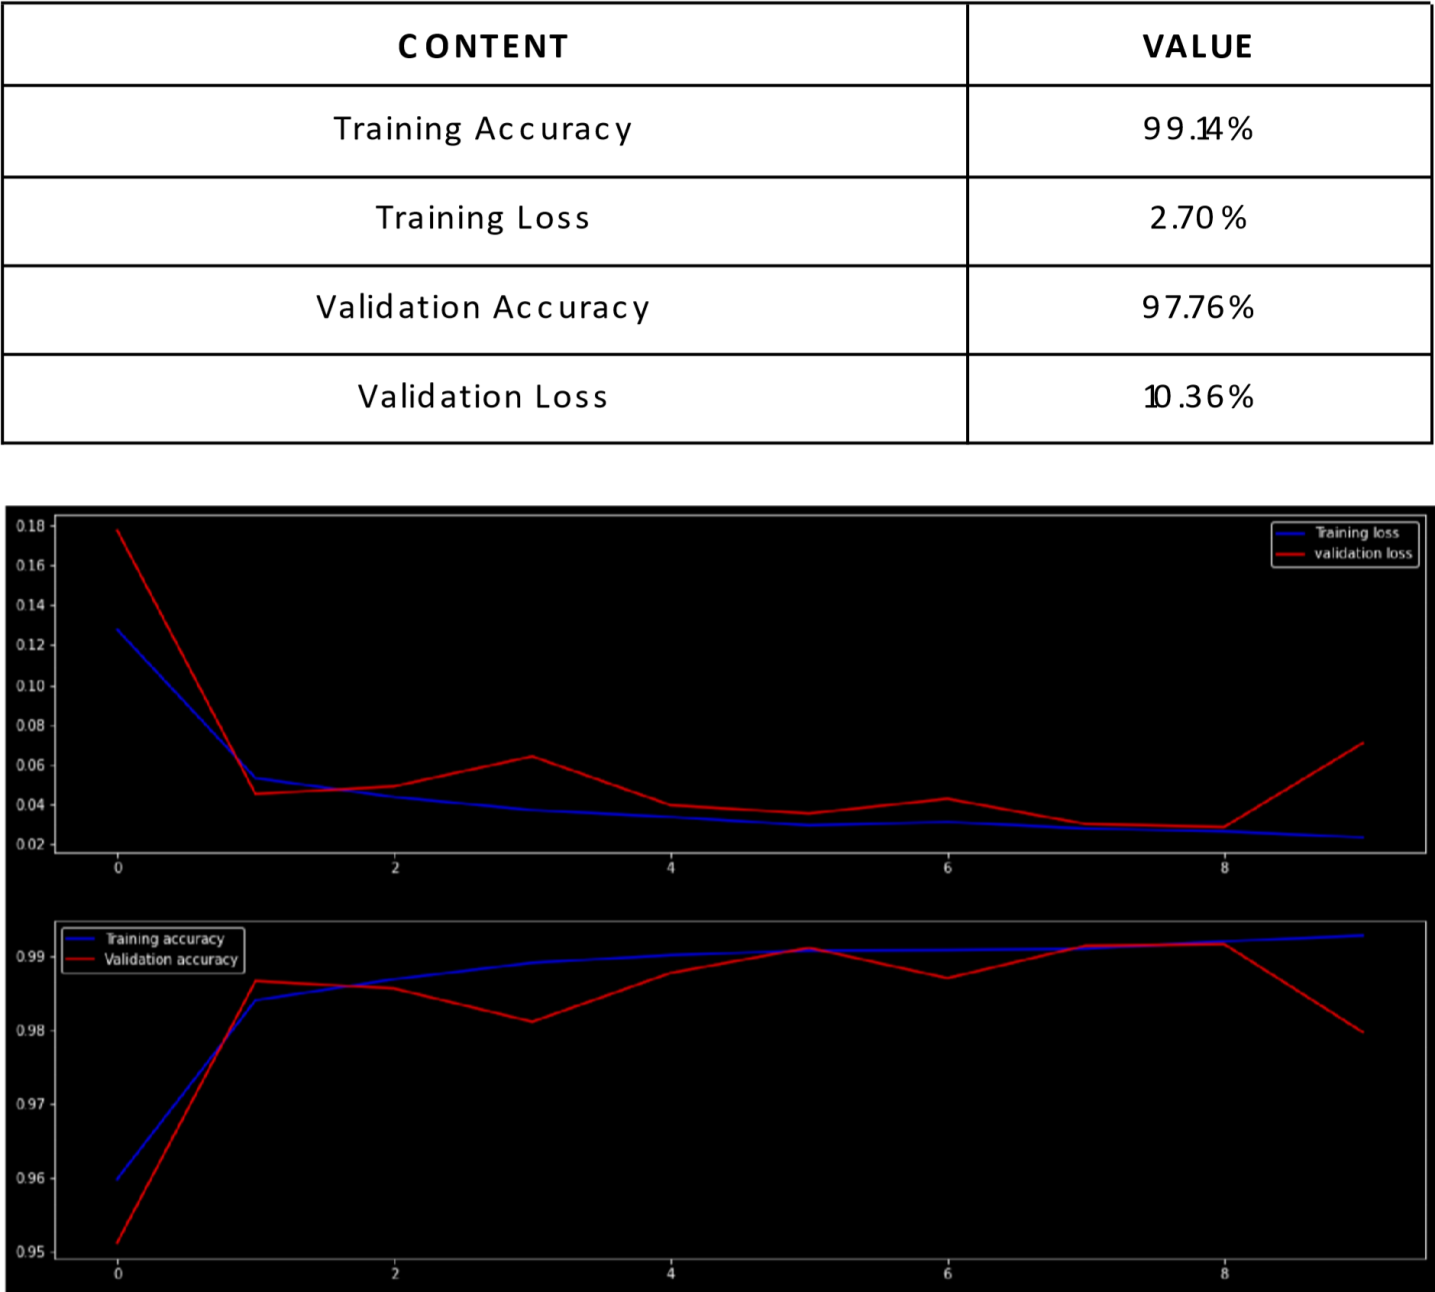 CONTENT VALUE
Training Accuracy 99.14%
Training Loss 2.70%
Validation Accuracy 97.76%
Validation Loss 10.36%
0.18
0.16
0.14
0.12
0.10
0.08
0.06
0.04
0.02
Training loss
validation loss
0 2 4 6 8
Training accuracy
Validation accuracy
0.99
0.98
0.97
0.96
0.95
0 2 4 6 8